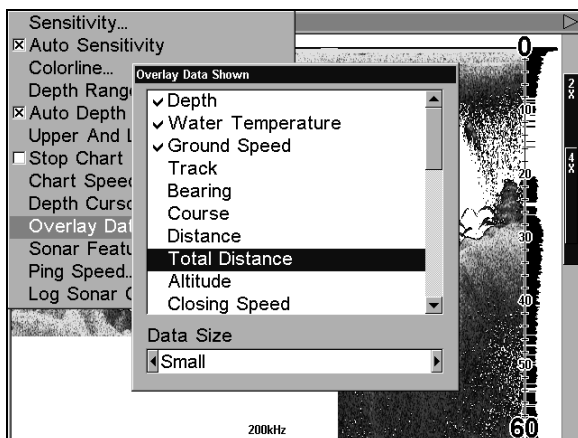 Sensitivity...
Auto Sensitivity
Colorline...
Depth Rang
Auto Depth
Upper And L
Stop Chart
Chart Speed
Depth Curso
Overlay Dat
Sonar Featu
Ping Speed..
Log Sonar C
Overlay Data Shown
Depth
Water Temperature
Ground Speed
Track
Bearing
Course
Distance
Total Distance
Altitude
Closing Speed
Data Size
Small
200kHz
0
10
20
30
40
50
60
2X
4X